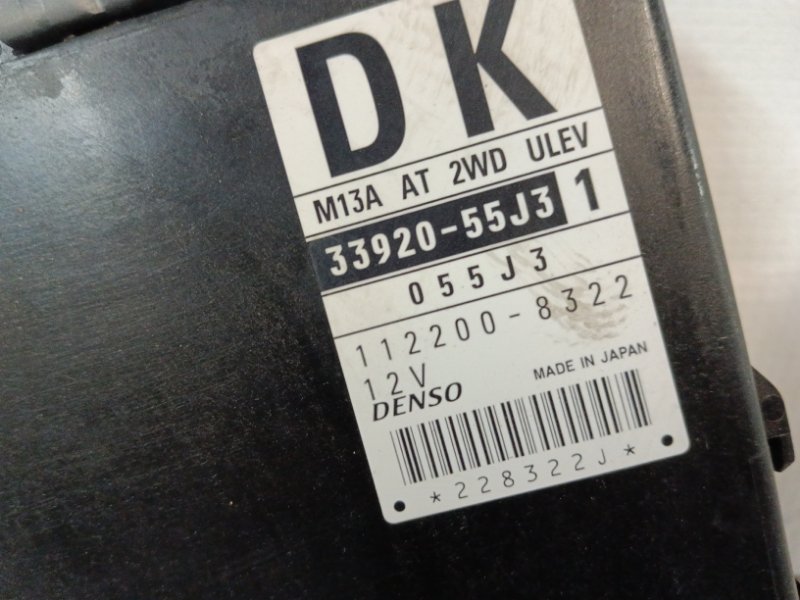 DK
M13A AT 2WD ULEV
33920-55J3 1
055J3
112200-8322
12V
MADE IN JAPAN
DENSO
*228322J*